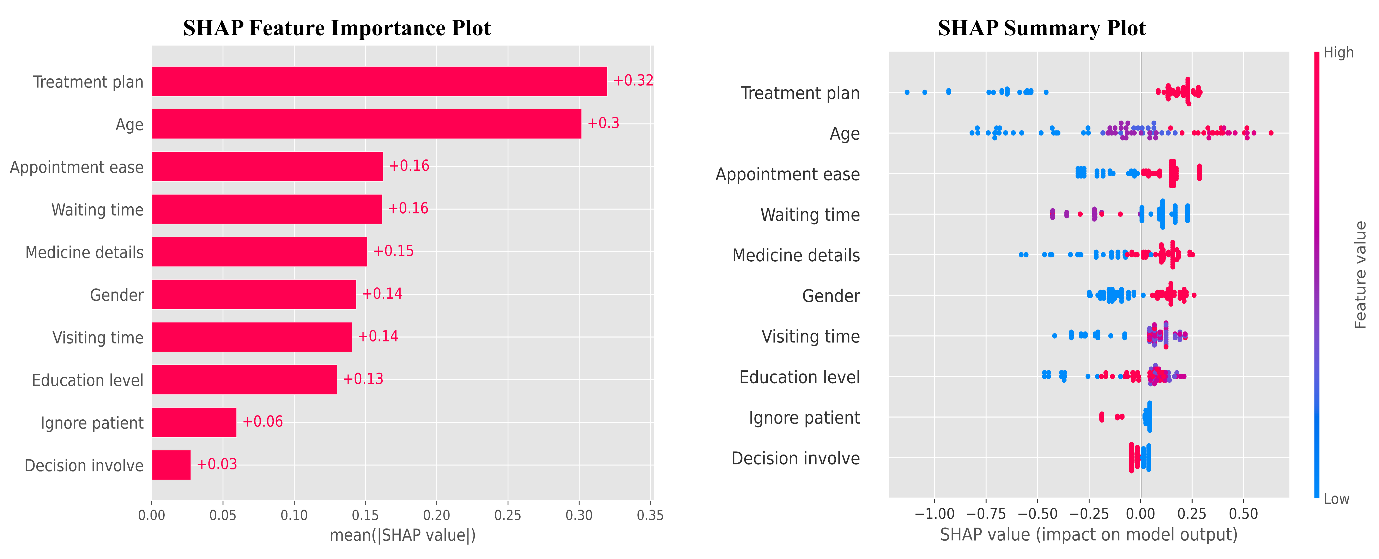 SHAP Feature Importance Plot
Treatment plan
+0.32
Age
+0.3
Appointment ease
+0.16
Waiting time
+0.16
Medicine details
+0.15
Gender
+0.14
Visiting time
+0.14
Education level
+0.13
Ignore patient
+0.06
Decision involve
+0.03
0.00 0.05 0.10 0.15 0.20 0.25 0.30 0.35
mean(|SHAP value|)
SHAP Summary Plot
Treatment plan
Age
Appointment ease
Waiting time
Medicine details
Gender
Visiting time
Education level
Ignore patient
Decision involve
−1.00 −0.75 −0.50 −0.25 0.00 0.25 0.50
SHAP value (impact on model output)
High
Feature value
Low